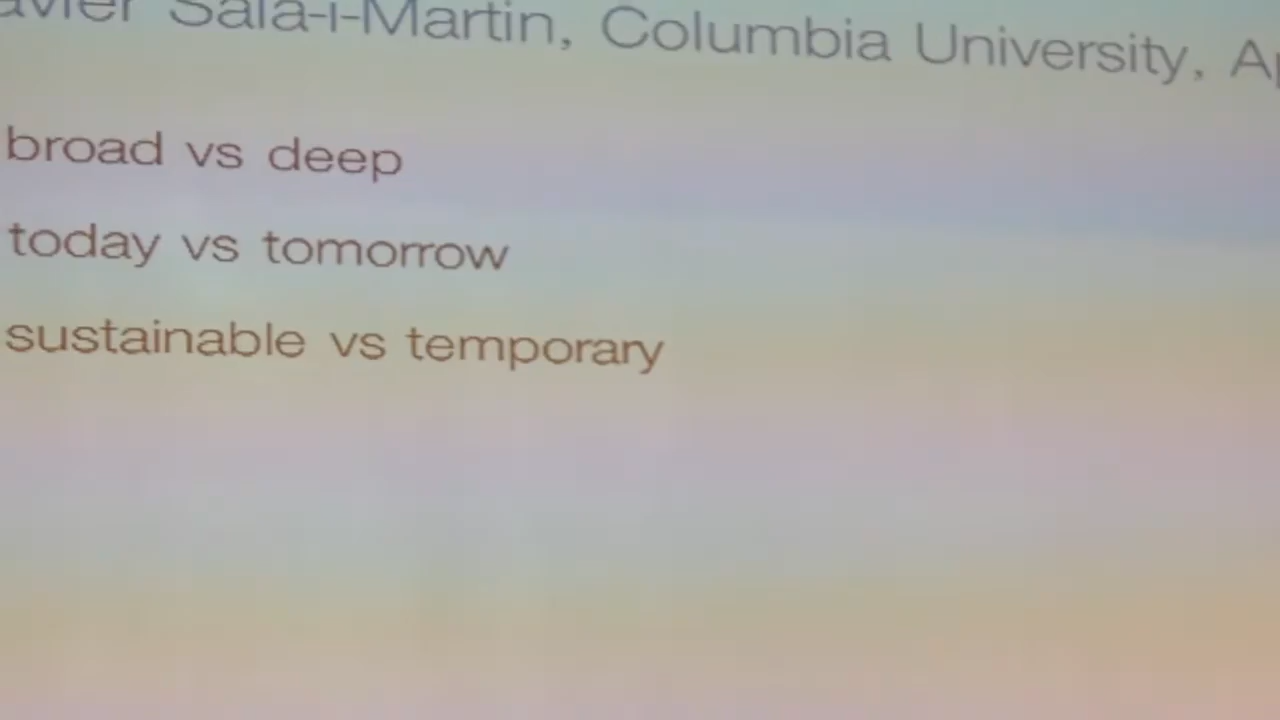 Sala-i-Martin, Columbia University,
broad vs deep
today vs tomorrow
sustainable vs temporary